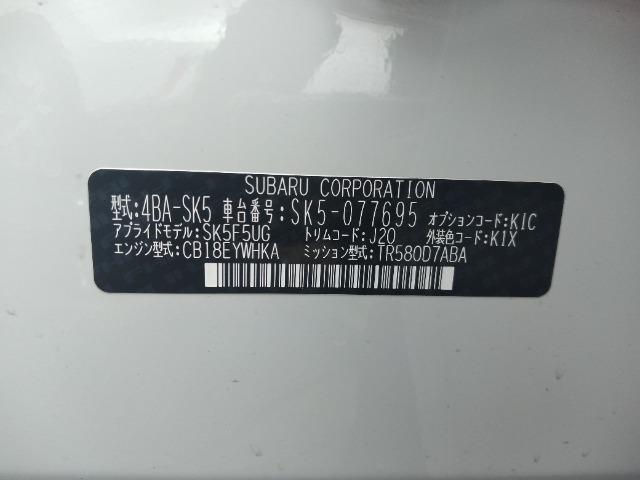 SUBARU CORPORATION
型式:4BA-SK5 車台番号:SK5-077695 オプションコード:K1C
アプライドモデル:SK5F5UG トリムコード:J20 外装色コード:K1X
エンジン型式:CB18EYWHKA ミッション型式:TR580D7ABA